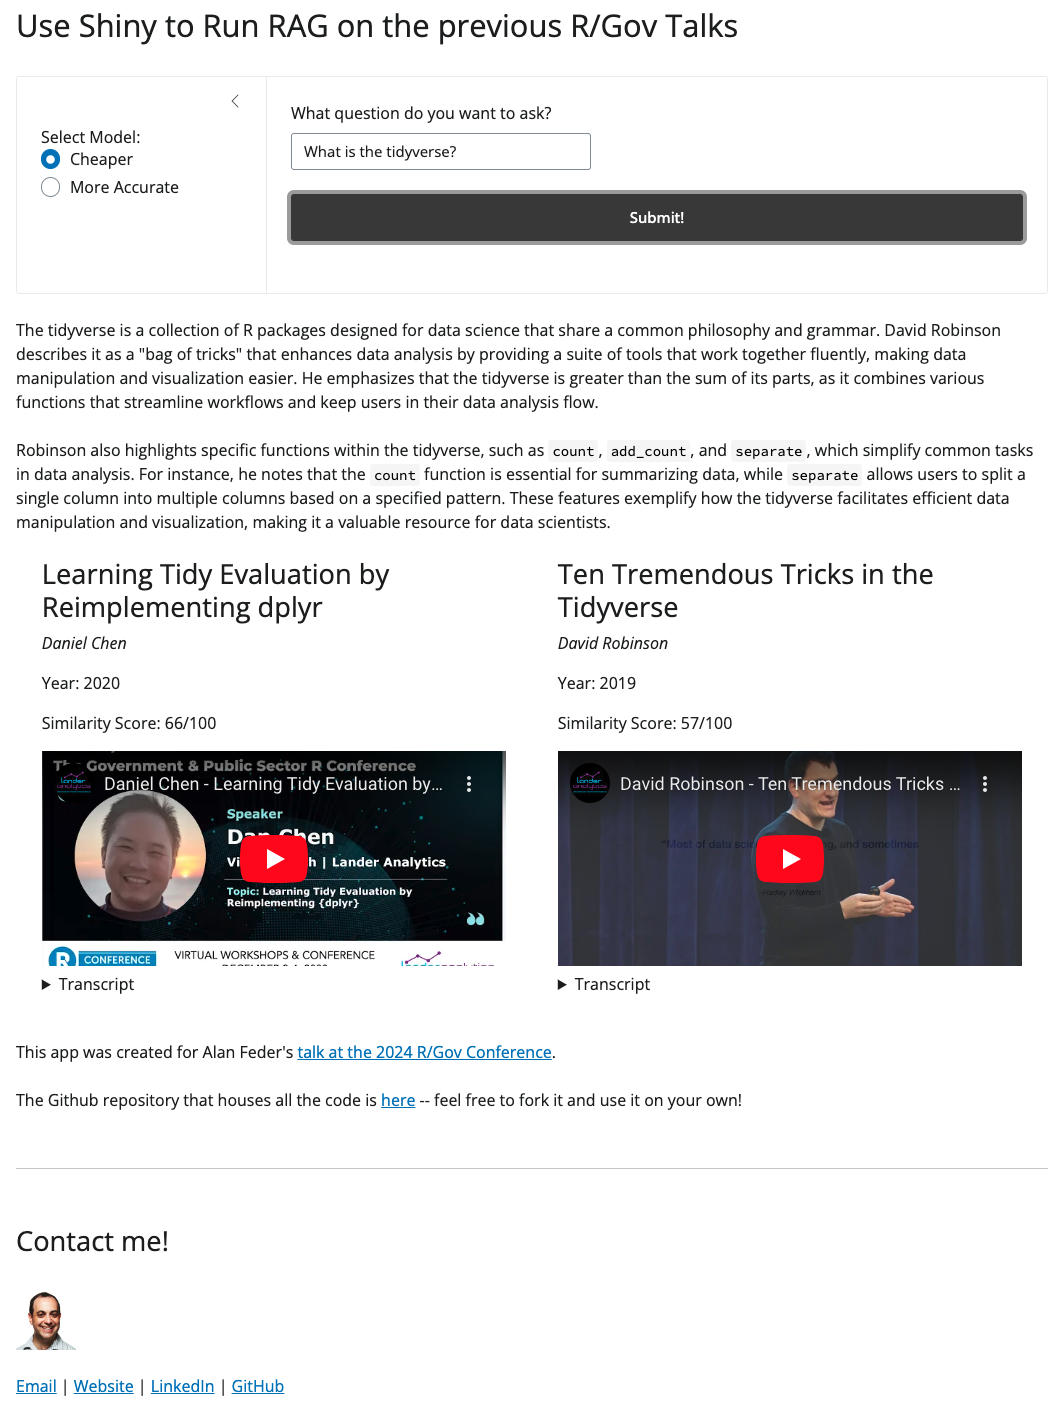 Use Shiny to Run RAG on the previous R/Gov Talks
Select Model:
Cheaper
More Accurate
What question do you want to ask?
What is the tidyverse?
Submit!
The tidyverse is a collection of R packages designed for data science that share a common philosophy and grammar. David Robinson
describes it as a "bag of tricks" that enhances data analysis by providing a suite of tools that work together fluently, making data
manipulation and visualization easier. He emphasizes that the tidyverse is greater than the sum of its parts, as it combines various
functions that streamline workflows and keep users in their data analysis flow.
Robinson also highlights specific functions within the tidyverse, such as count, add_count, and separate, which simplify common tasks
in data analysis. For instance, he notes that the count function is essential for summarizing data, while separate allows users to split a
single column into multiple columns based on a specified pattern. These features exemplify how the tidyverse facilitates efficient data
manipulation and visualization, making it a valuable resource for data scientists.
Learning Tidy Evaluation by
Reimplementing dplyr
Daniel Chen
Year: 2020
Similarity Score: 66/100
The Government & Public Sector R Conference
Daniel Chen - Learning Tidy Evaluation by...
Speaker
Dan Chen
| Lander Analytics
Topic: Learning Tidy Evaluation by
Reimplementing {dplyr}
R CONFERENCE
VIRTUAL WORKSHOPS & CONFERENCE
Transcript
Ten Tremendous Tricks in the
Tidyverse
David Robinson
Year: 2019
Similarity Score: 57/100
David Robinson - Ten Tremendous Tricks ...
"Most of data and sometimes
Transcript
This app was created for Alan Feder's talk at the 2024 R/Gov Conference.
The Github repository that houses all the code is here -- feel free to fork it and use it on your own!
Contact me!
Email | Website | LinkedIn | GitHub